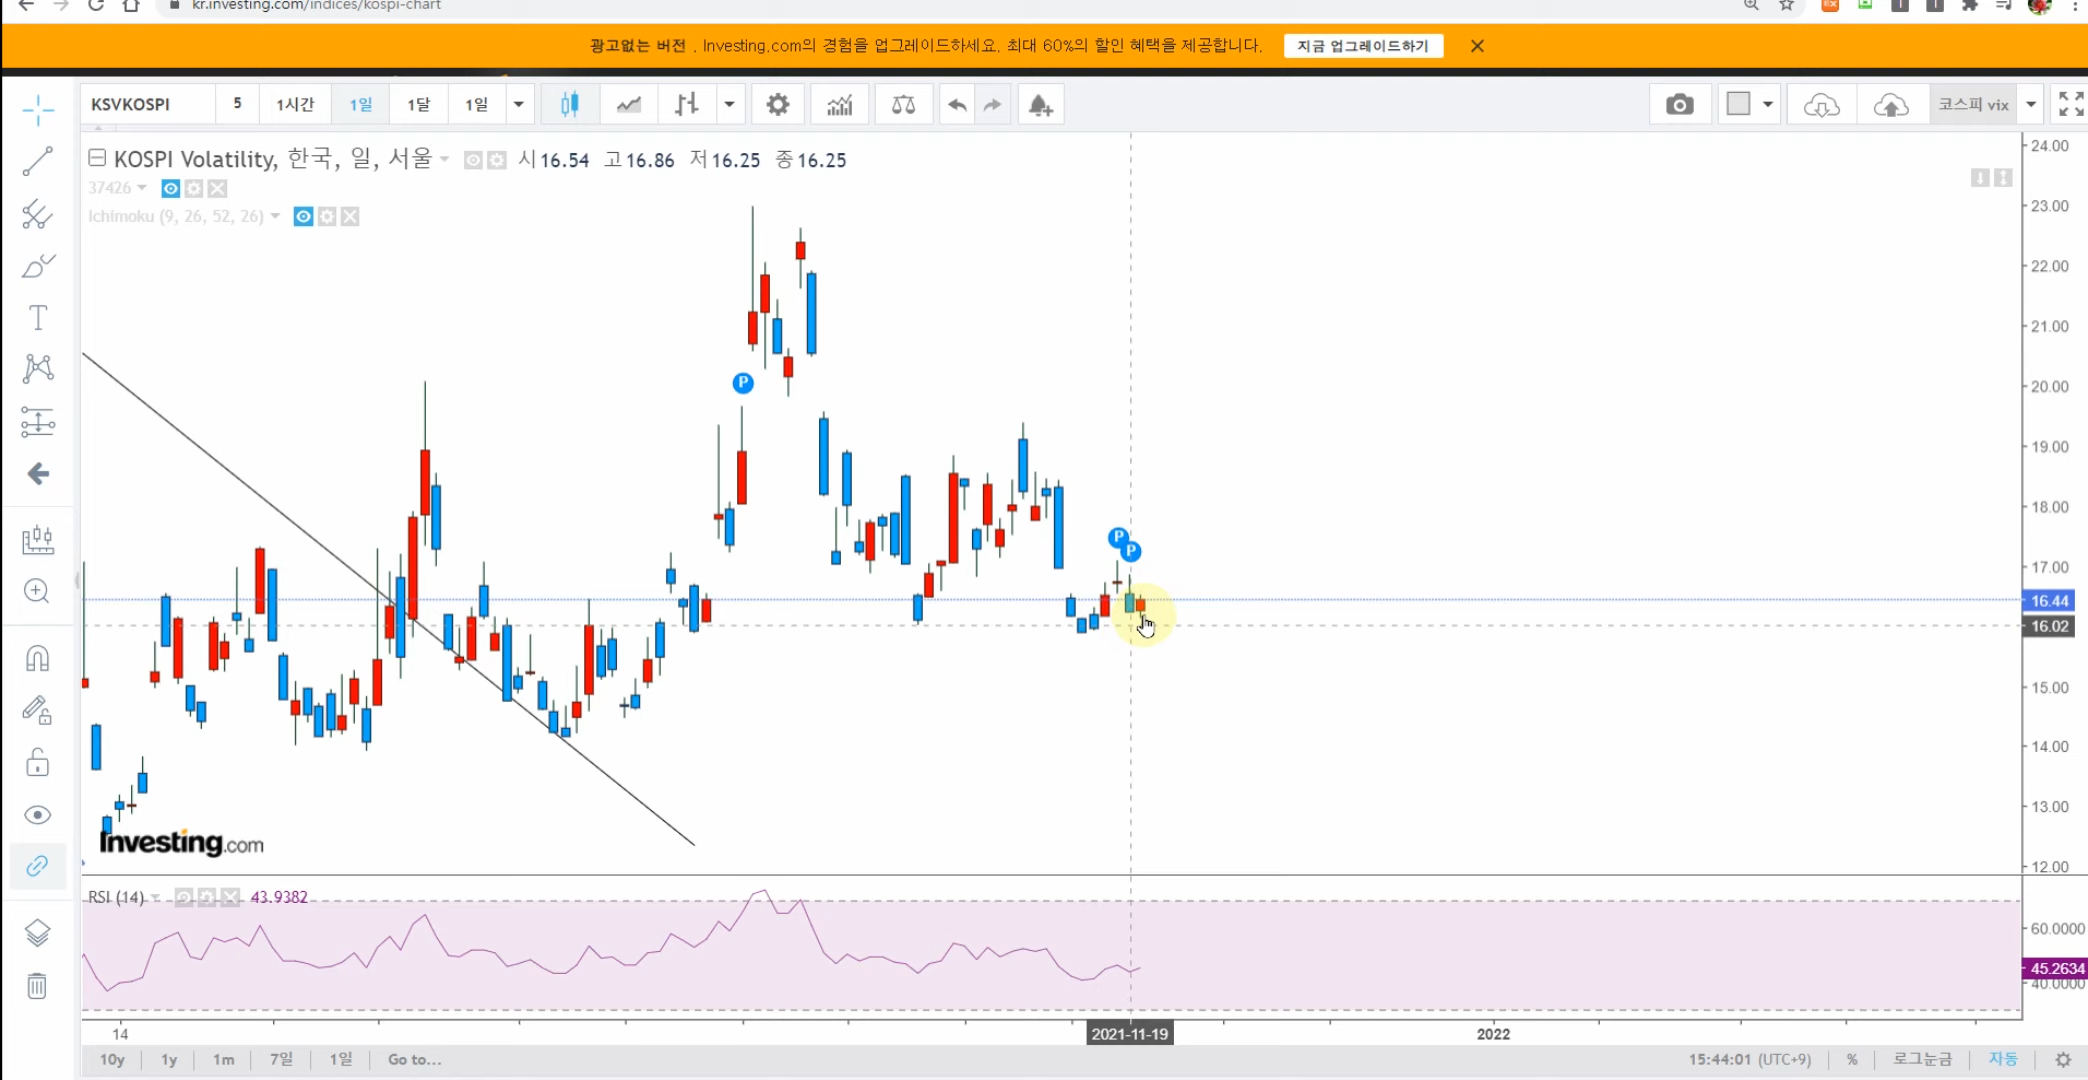 kr.investing.com/indices/kospi-chart
광고없는 버전 . Investing.com의 경험을 업그레이드하세요. 최대 60%의 할인 혜택을 제공합니다.
지금 업그레이드하기
KSVKOSPI 5 1시간 1일 1달 1일 코스피 vix
KOSPI Volatility, 한국, 일, 서울 시16.54 고16.86 저16.25 종16.25
37426
Ichimoku (9, 26, 52, 26)
24.00
23.00
22.00
21.00
20.00
P
19.00
18.00
P
P
17.00
16.44
16.02
15.00
14.00
13.00
Investing.com
12.00
RSI (14) 43.9382
60.0000
45.2634
40.0000
14 2021-11-19 2022
10y 1y 1m 7일 1일 Go to... 15:44:01 (UTC+9) % 로그눈금 자동